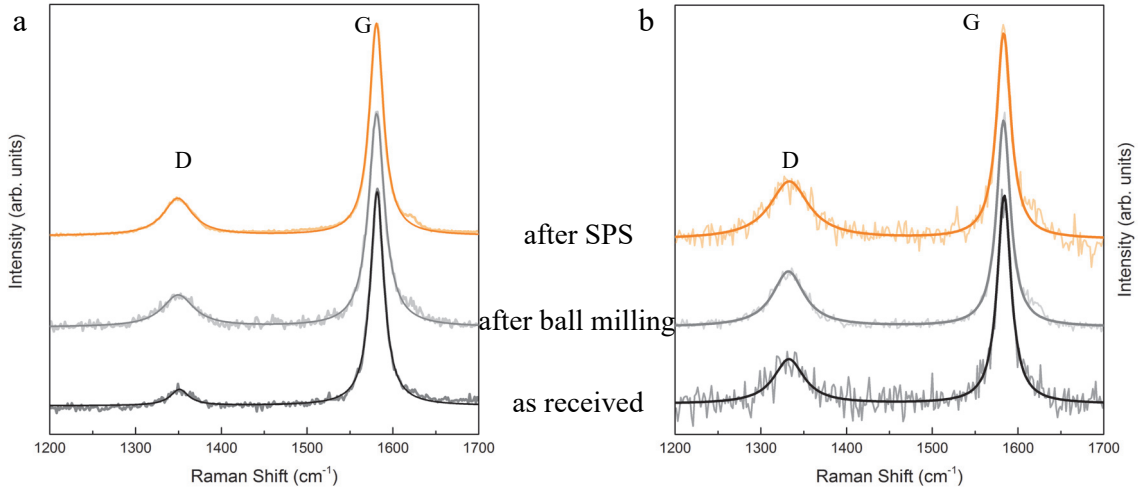 a
G
D
Intensity (arb. units)
1200 1300 1400 1500 1600 1700
Raman Shift (cm⁻¹)
after SPS
after ball milling
as received
b
G
D
Intensity (arb. units)
1200 1300 1400 1500 1600 1700
Raman Shift (cm⁻¹)